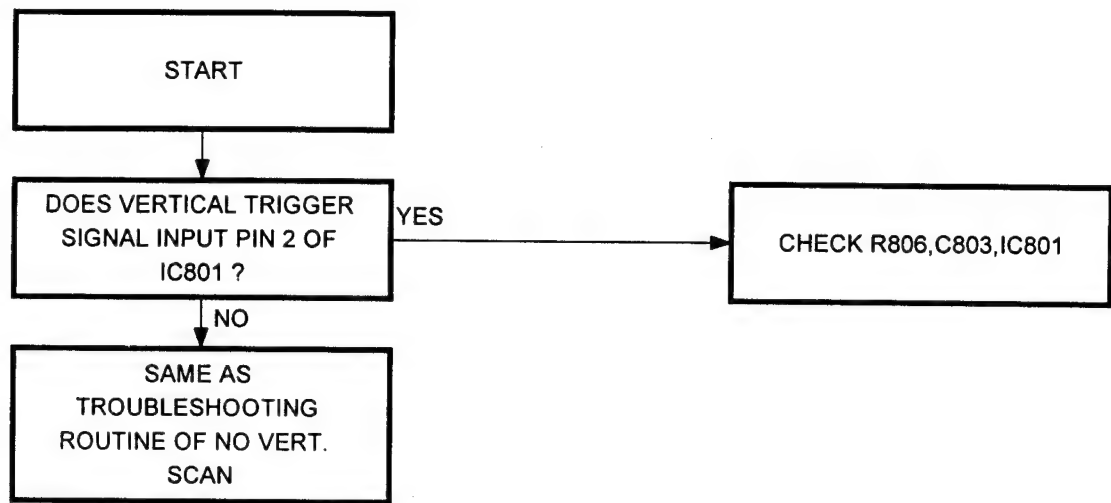 START
DOES VERTICAL TRIGGER
SIGNAL INPUT PIN 2 OF
IC801 ?
YES
CHECK R806,C803,IC801
NO
SAME AS
TROUBLESHOOTING
ROUTINE OF NO VERT.
SCAN